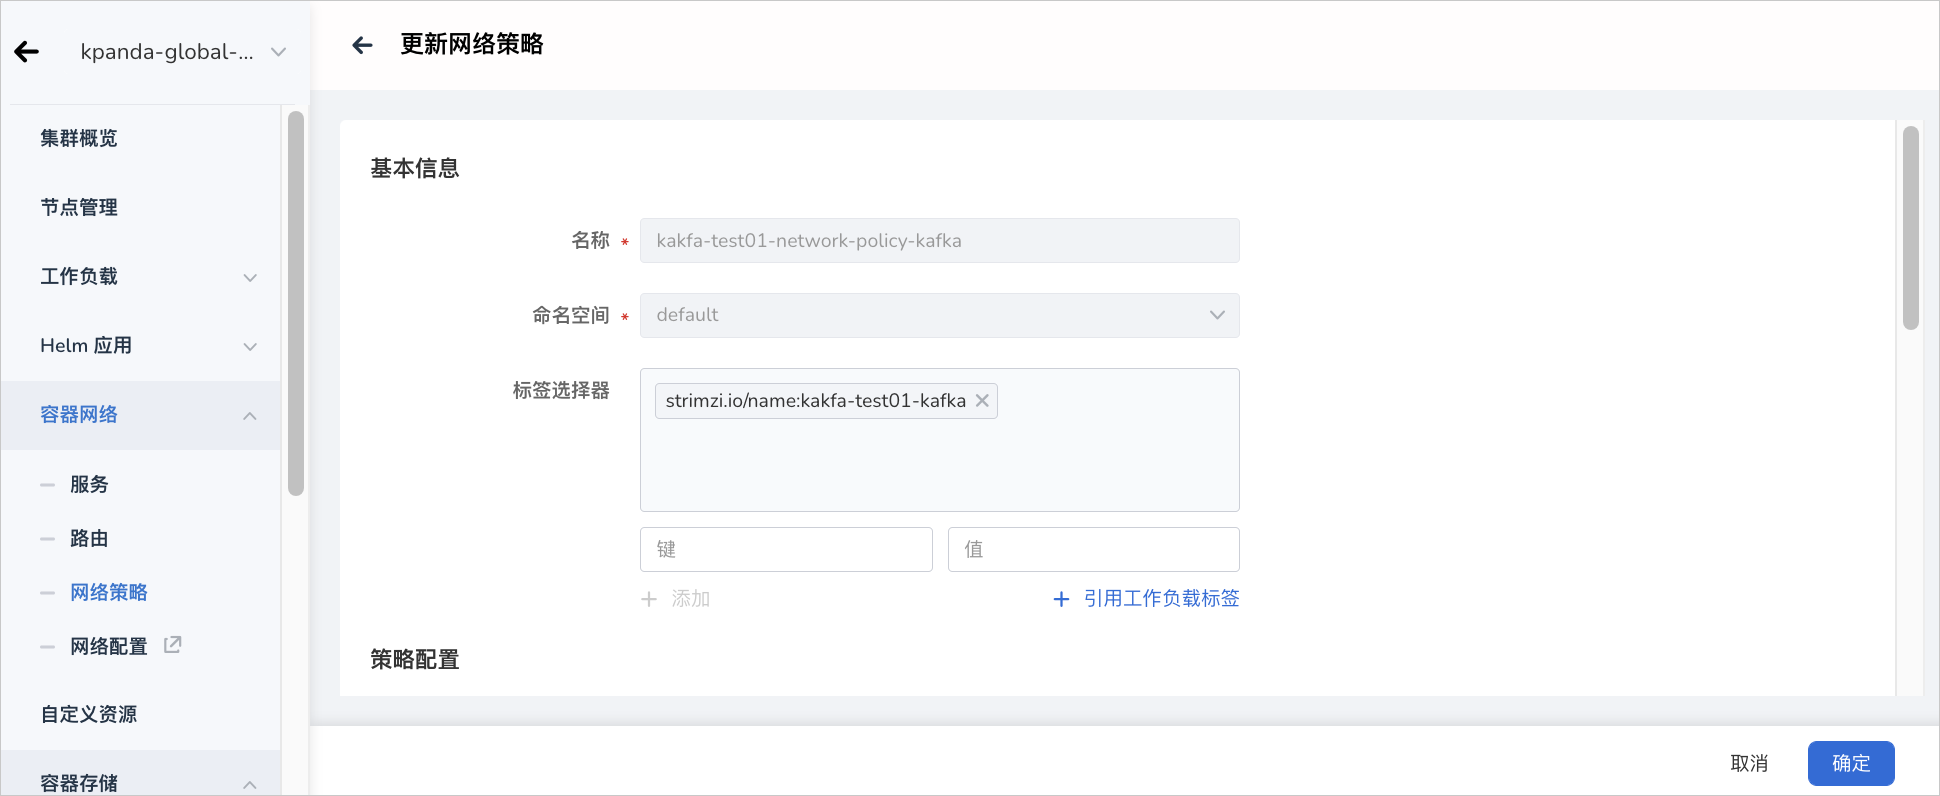 kpanda-global-...
集群概览
节点管理
工作负载
Helm 应用
容器网络
服务
路由
网络策略
网络配置
自定义资源
容器存储
更新网络策略
基本信息
名称 *
kakfa-test01-network-policy-kafka
命名空间 *
default
标签选择器
strimzi.io/name:kakfa-test01-kafka
键
值
添加
引用工作负载标签
策略配置
取消
确定